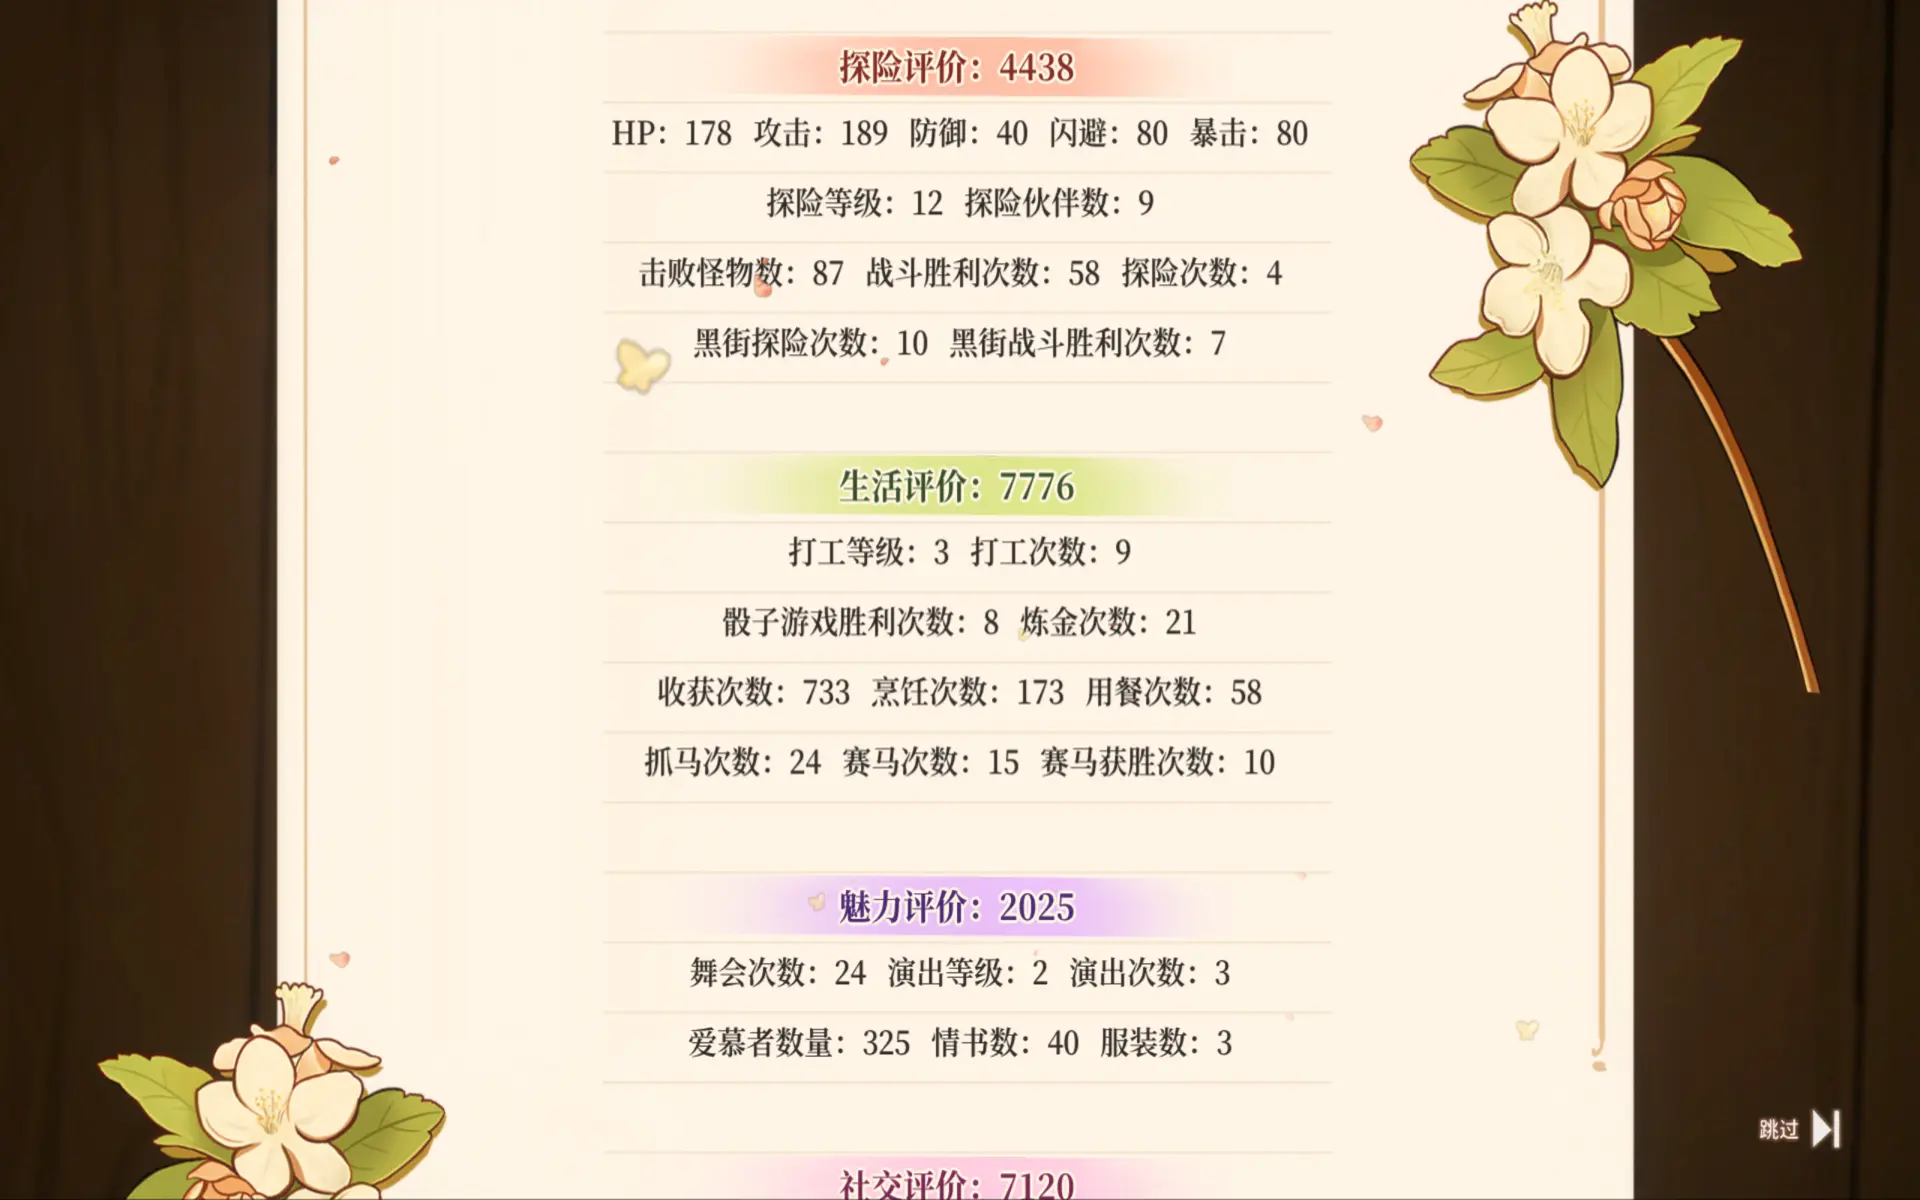 探险评价：4438
HP：178 攻击：189 防御：40 闪避：80 暴击：80
探险等级：12 探险伙伴数：9
击败怪物数：87 战斗胜利次数：58 探险次数：4
黑街探险次数：10 黑街战斗胜利次数：7
生活评价：7776
打工等级：3 打工次数：9
骰子游戏胜利次数：8 炼金次数：21
收获次数：733 烹饪次数：173 用餐次数：58
抓马次数：24 赛马次数：15 赛马获胜次数：10
魅力评价：2025
舞会次数：24 演出等级：2 演出次数：3
爱慕者数量：325 情书数：40 服装数：3
跳过
社交评价：7120